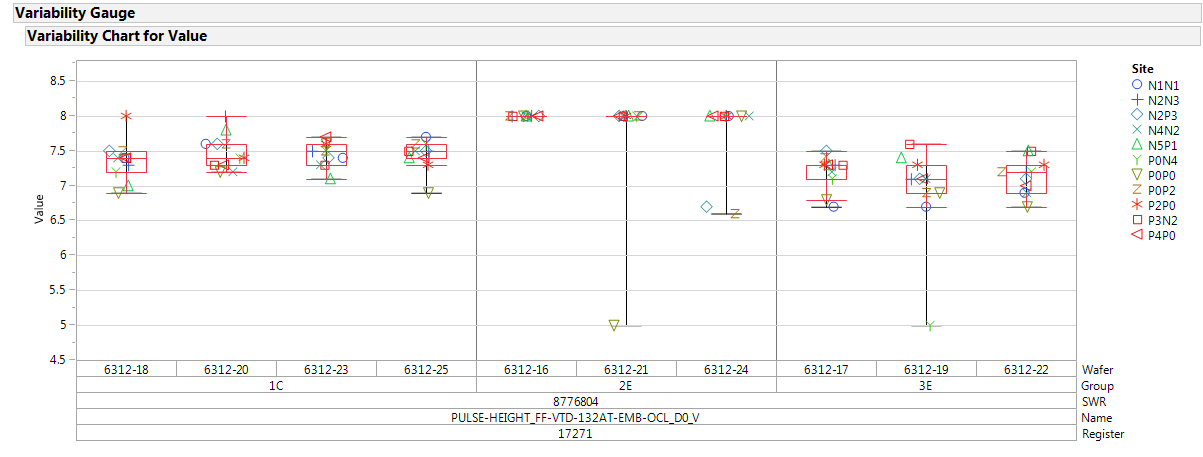 Variability Gauge
Variability Chart for Value
Value
8.5
8
7.5
7
6.5
6
5.5
5
4.5
6312-18 6312-20 6312-23 6312-25 6312-16 6312-21 6312-24 6312-17 6312-19 6312-22 Wafer
1C 2E 3E Group
8776804 SWR
PULSE-HEIGHT_FF-VTD-132AT-EMB-OCL_D0_V Name
17271 Register
Site
N1N1
N2N3
N2P3
N4N2
N5P1
P0N4
P0P0
P0P2
P2P0
P3N2
P4P0